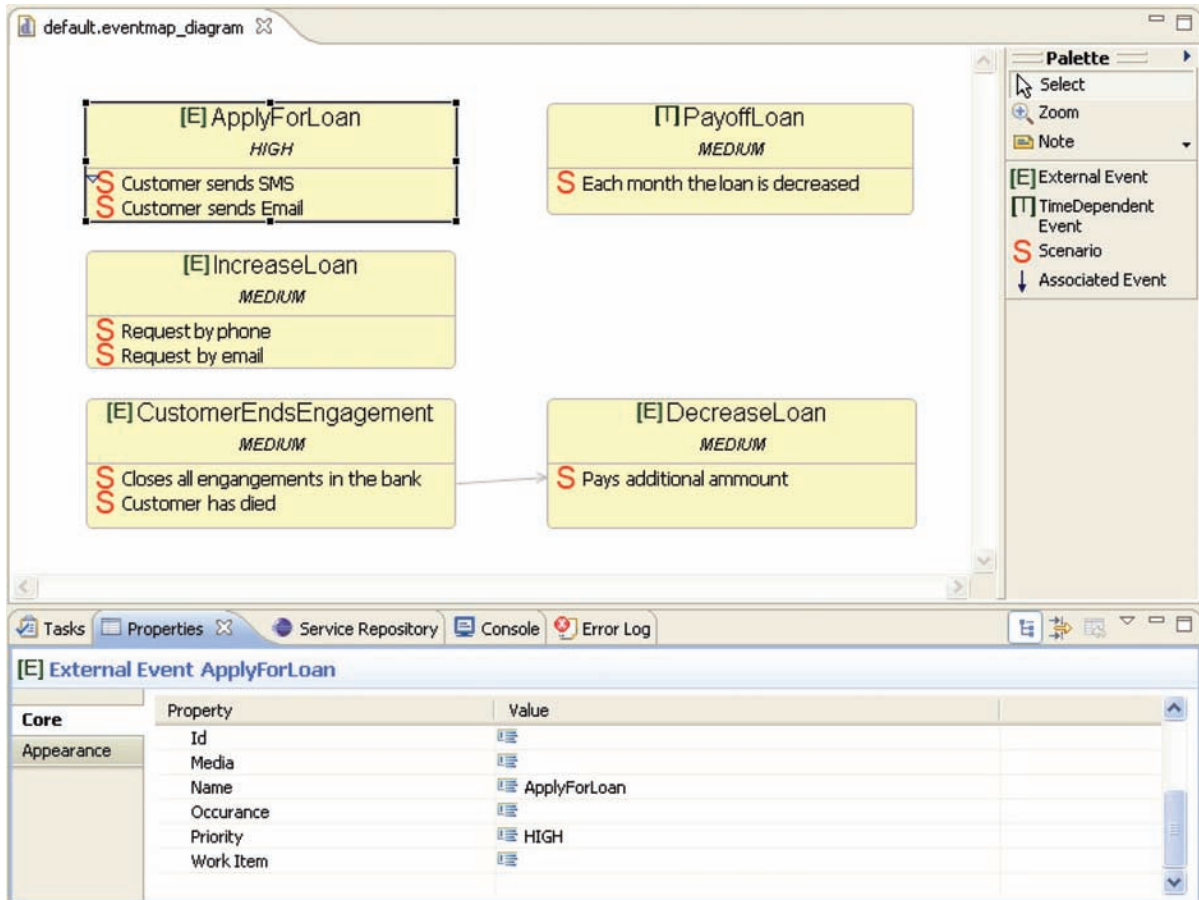 default.eventmap_diagram
[E] ApplyForLoan
HIGH
S Customer sends SMS
S Customer sends Email
[T] PayoffLoan
MEDIUM
S Each month the loan is decreased
[E] IncreaseLoan
MEDIUM
S Request by phone
S Request by email
[E] CustomerEndsEngagement
MEDIUM
S Closes all engangements in the bank
S Customer has died
[E] DecreaseLoan
MEDIUM
S Pays additional ammount
Palette
Select
Zoom
Note
[E] External Event
[T] TimeDependent
Event
S Scenario
Associated Event
Tasks Properties Service Repository Console Error Log
[E] External Event ApplyForLoan
Core
Appearance
Property Value
Id
Media
Name ApplyForLoan
Occurance
Priority HIGH
Work Item